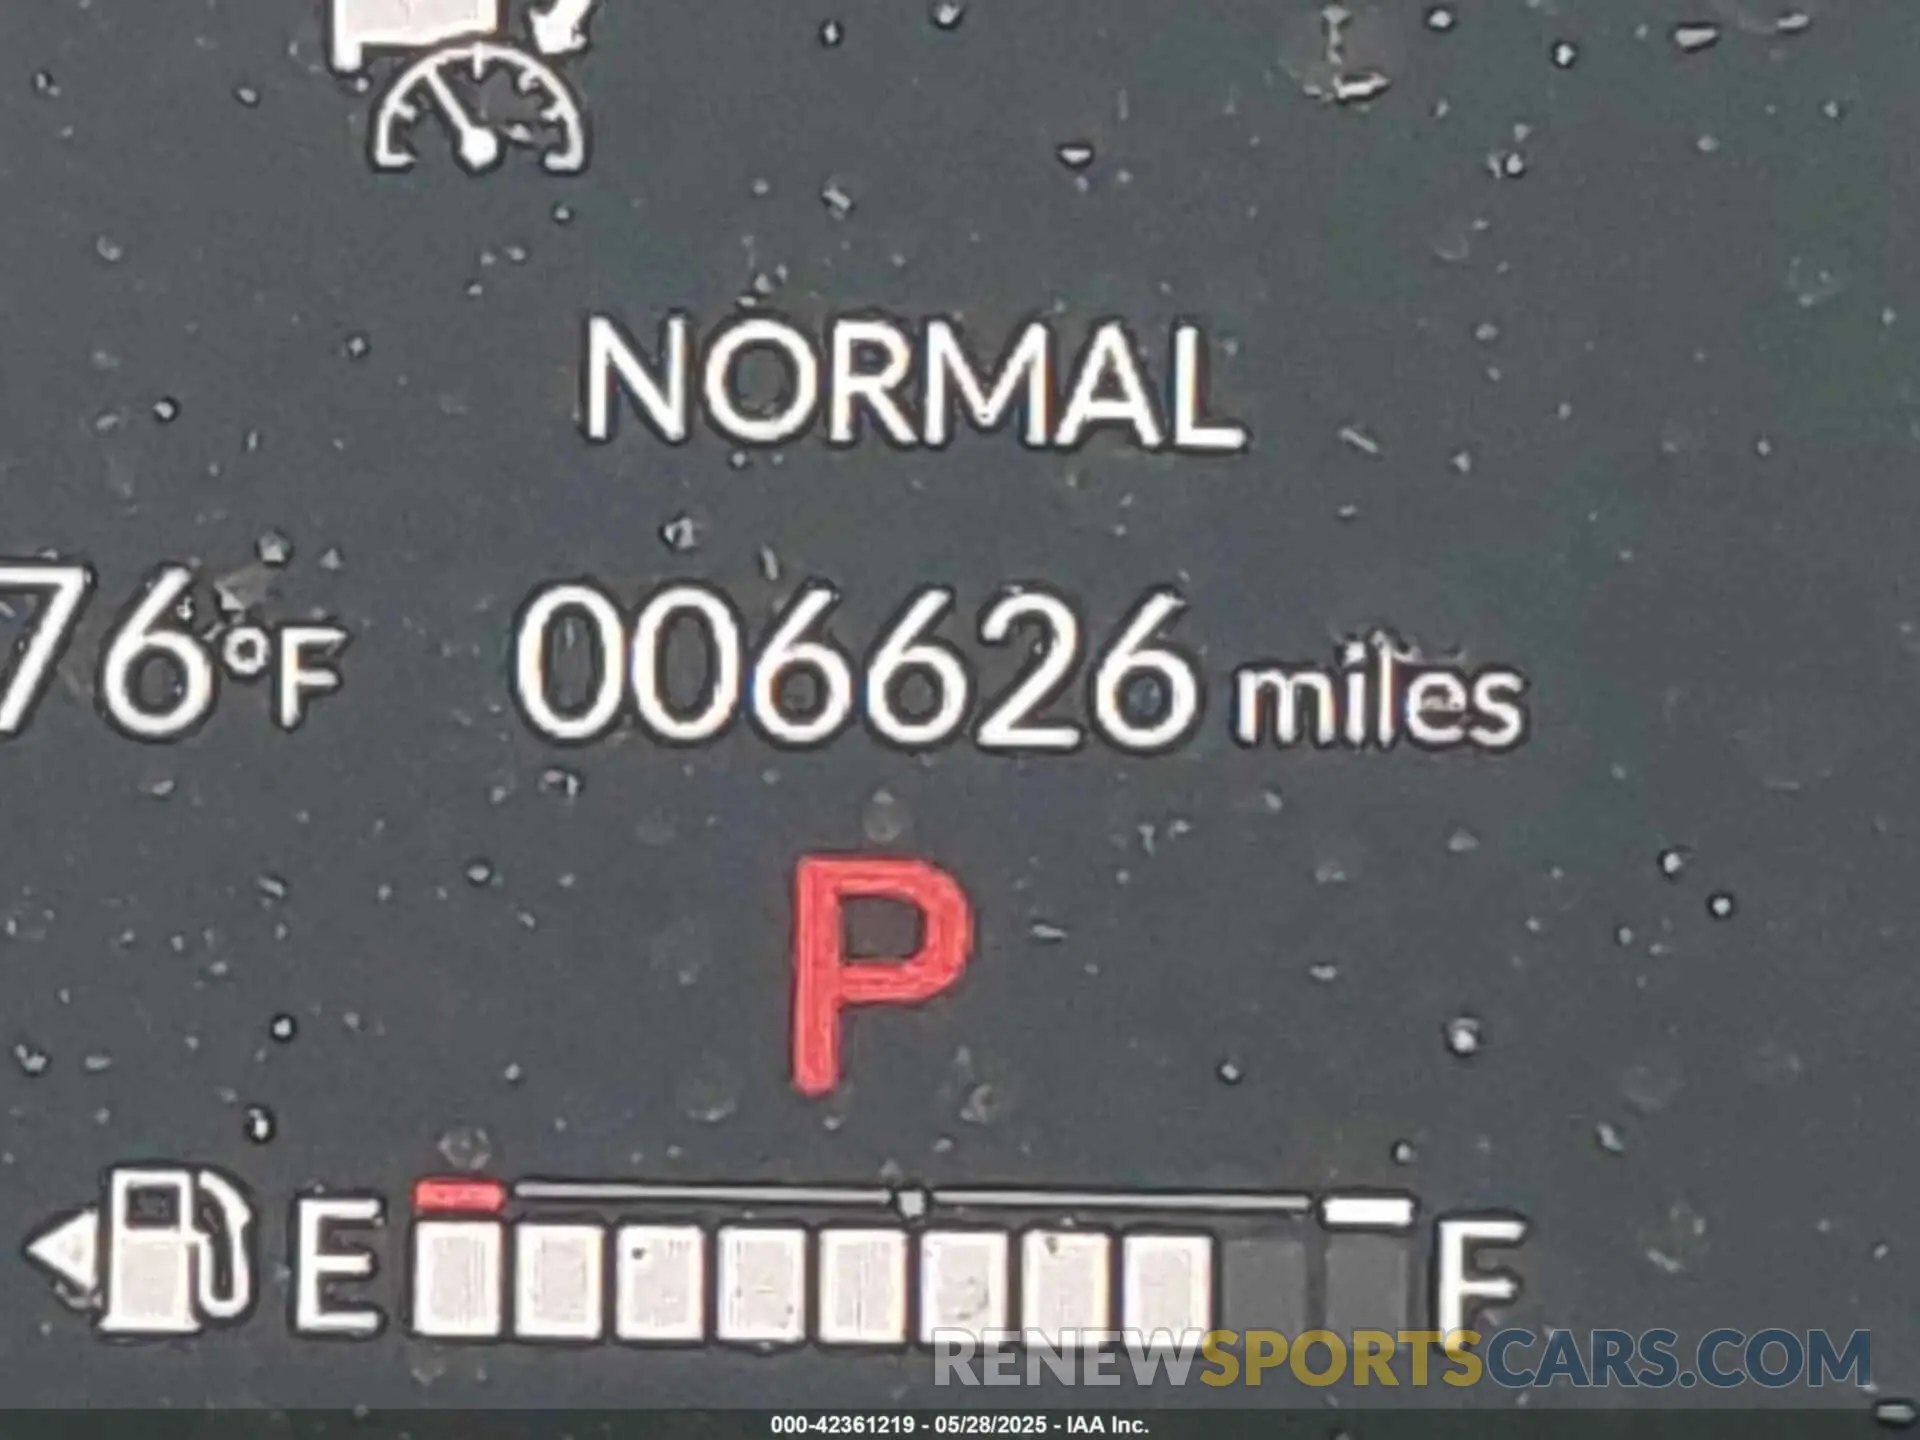 NORMAL
76°F 006626 miles
P
E F
RENEWSPORTSCARS.COM
000-42361219 - 05/28/2025 - IAA Inc.